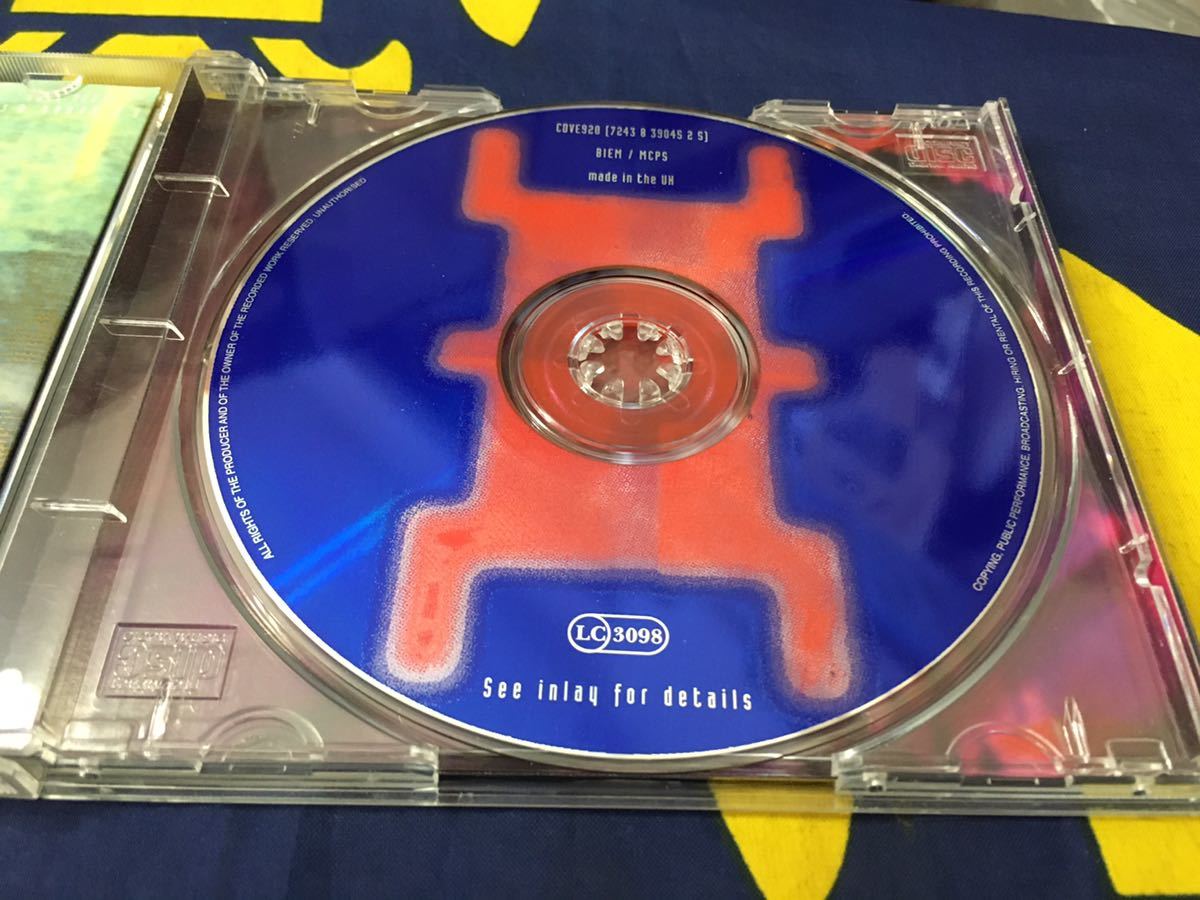 CDVE920 (7243 8 39045 2 5)
BIEM / MCPS
made in the UK
ALL RIGHTS OF THE PRODUCER AND OF THE OWNER OF THE RECORDED WORK RESERVED. UNAUTHORISED
COPYING, PUBLIC PERFORMANCE, BROADCASTING, HIRING OR RENTAL OF THIS RECORDING PROHIBITED.
LC 3098
See inlay for details
disc
disc